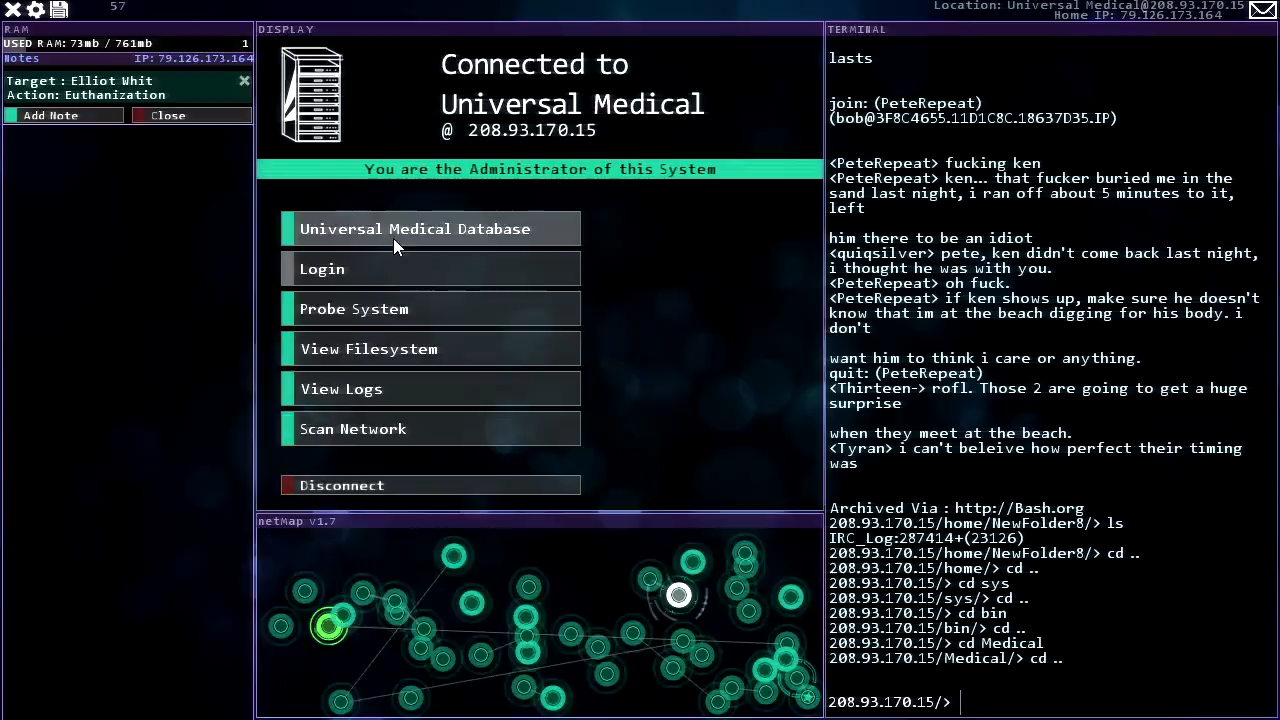 57
Location: Universal Medical@208.93.170.15
Home IP: 79.126.173.164
RAM
USED RAM: 73mb / 761mb 1
Notes IP: 79.126.173.164
Target : Elliot Whit
Action: Euthanization
Add Note Close
DISPLAY
Connected to
Universal Medical
@ 208.93.170.15
You are the Administrator of this System
Universal Medical Database
Login
Probe System
View Filesystem
View Logs
Scan Network
Disconnect
netMap v1.7
TERMINAL
lasts
join: (PeteRepeat)
(bob@3F8C4655.11D1C8C.18637D35.IP)
<PeteRepeat> fucking ken
<PeteRepeat> ken... that fucker buried me in the
sand last night, i ran off about 5 minutes to it,
left
him there to be an idiot
<quiqsilver> pete, ken didn't come back last night,
i thought he was with you.
<PeteRepeat> oh fuck.
<PeteRepeat> if ken shows up, make sure he doesn't
know that im at the beach digging for his body. i
don't
want him to think i care or anything.
quit: (PeteRepeat)
<Thirteen-> rofl. Those 2 are going to get a huge
surprise
when they meet at the beach.
<Tyran> i can't beleive how perfect their timing
was
Archived Via : http://Bash.org
208.93.170.15/home/NewFolder8/> ls
IRC_Log:287414+(23126)
208.93.170.15/home/NewFolder8/> cd ..
208.93.170.15/home/> cd ..
208.93.170.15/> cd sys
208.93.170.15/sys/> cd ..
208.93.170.15/> cd bin
208.93.170.15/bin/> cd ..
208.93.170.15/> cd Medical
208.93.170.15/Medical/> cd ..
208.93.170.15/>